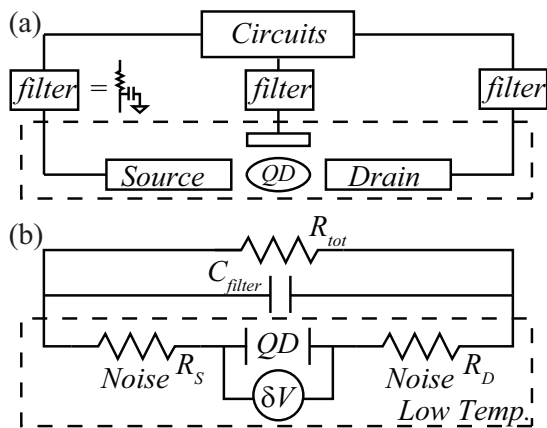 (a)
Circuits
filter
=
filter
filter
Source
QD
Drain
(b)
R_tot
C_filter
QD
Noise R_S
Noise R_D
δV
Low Temp.